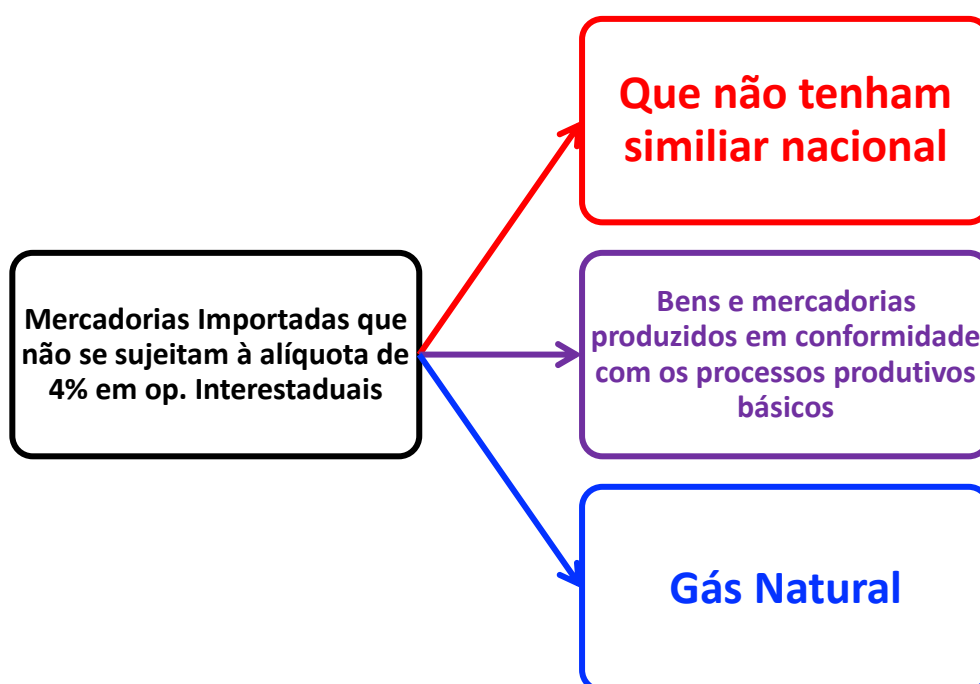 Que não tenham
similiar nacional
Mercadorias Importadas que
não se sujeitam à alíquota de
4% em op. Interestaduais
Bens e mercadorias
produzidos em conformidade
com os processos produtivos
básicos
Gás Natural